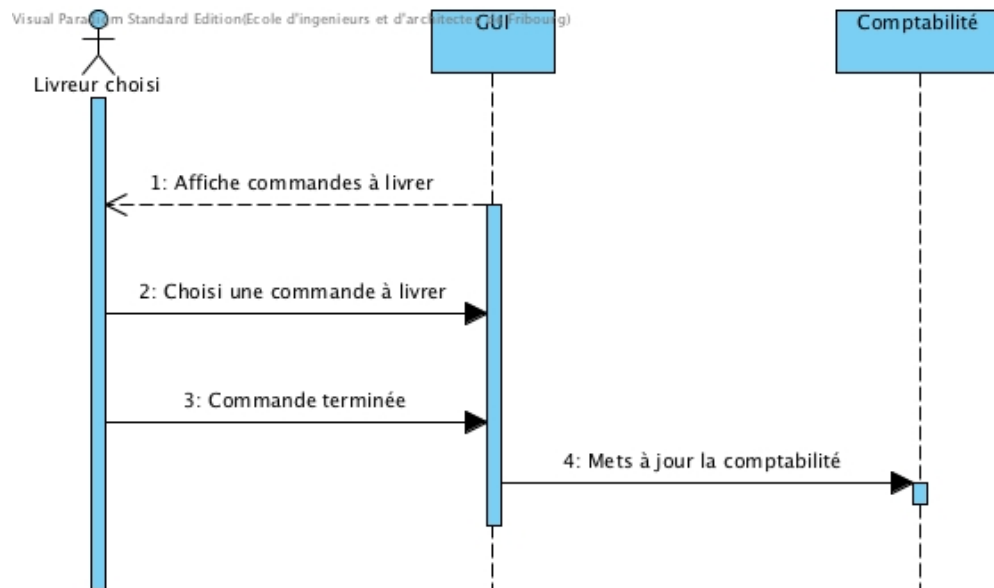 Visual Paradigm Standard Edition(Ecole d'ingenieurs et d'architectes de Fribourg)
GUI
Comptabilité
Livreur choisi
1: Affiche commandes à livrer
2: Choisi une commande à livrer
3: Commande terminée
4: Mets à jour la comptabilité